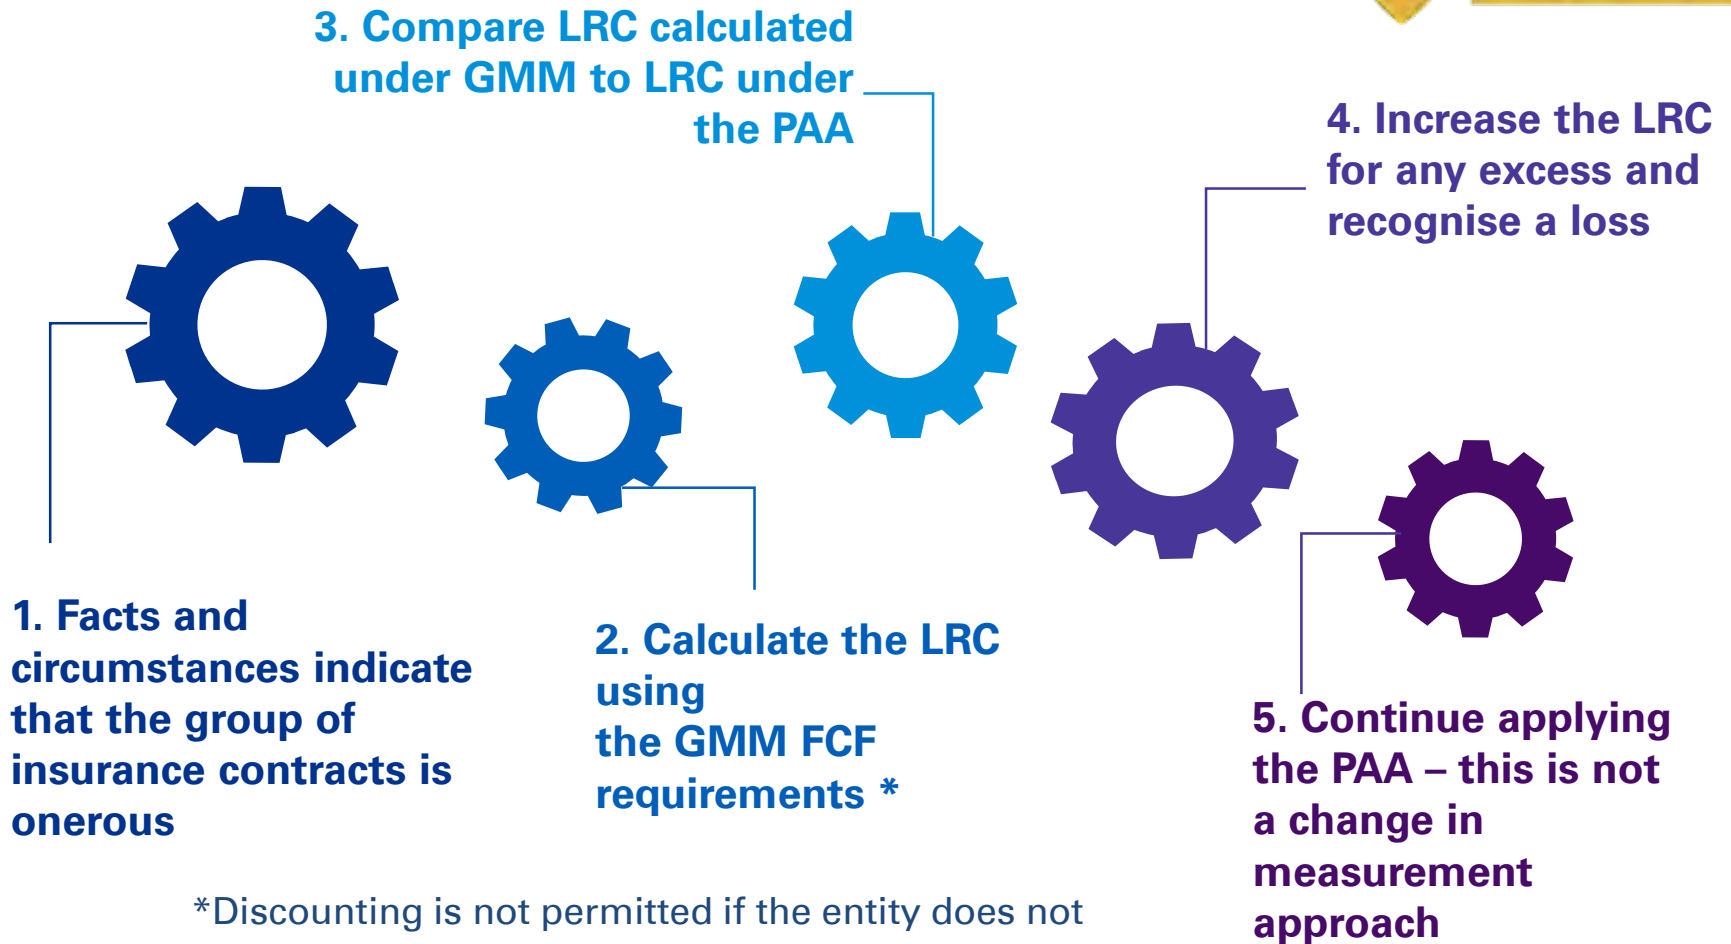 3. Compare LRC calculated
under GMM to LRC under
the PAA
4. Increase the LRC
for any excess and
recognise a loss
1. Facts and
circumstances indicate
that the group of
insurance contracts is
onerous
2. Calculate the LRC
using
the GMM FCF
requirements *
5. Continue applying
the PAA – this is not
a change in
measurement
approach
*Discounting is not permitted if the entity does not